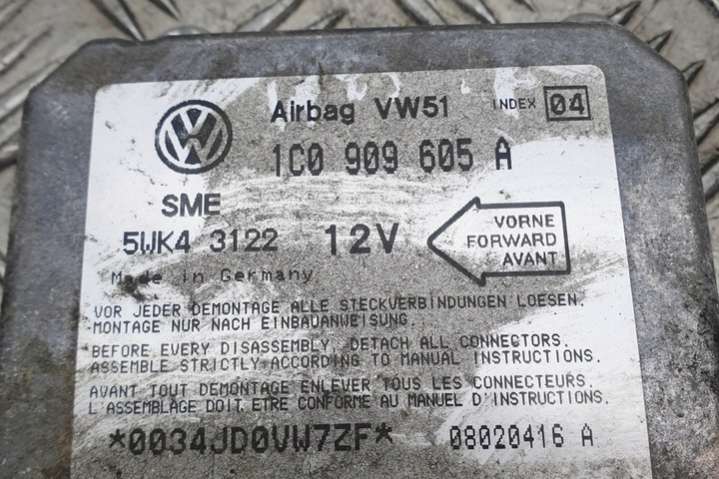 Airbag VW51 INDEX 04
1C0 909 605 A
SME
5WK4 3122 12V
VORNE
FORWARD
AVANT
Made in Germany
VOR JEDER DEMONTAGE ALLE STECKVERBINDUNGEN LOESEN.
MONTAGE NUR NACH EINBAUANWEISUNG.
BEFORE EVERY DISASSEMBLY, DETACH ALL CONNECTORS.
ASSEMBLE STRICTLY ACCORDING TO MANUAL INSTRUCTIONS.
AVANT TOUT DEMONTAGE ENLEVER TOUS LES CONNECTEURS.
L'ASSEMBLAGE DOIT ETRE CONFORME AU MANUEL D'INSTRUCTIONS.
*0034JD0VW7ZF* 08020416 A